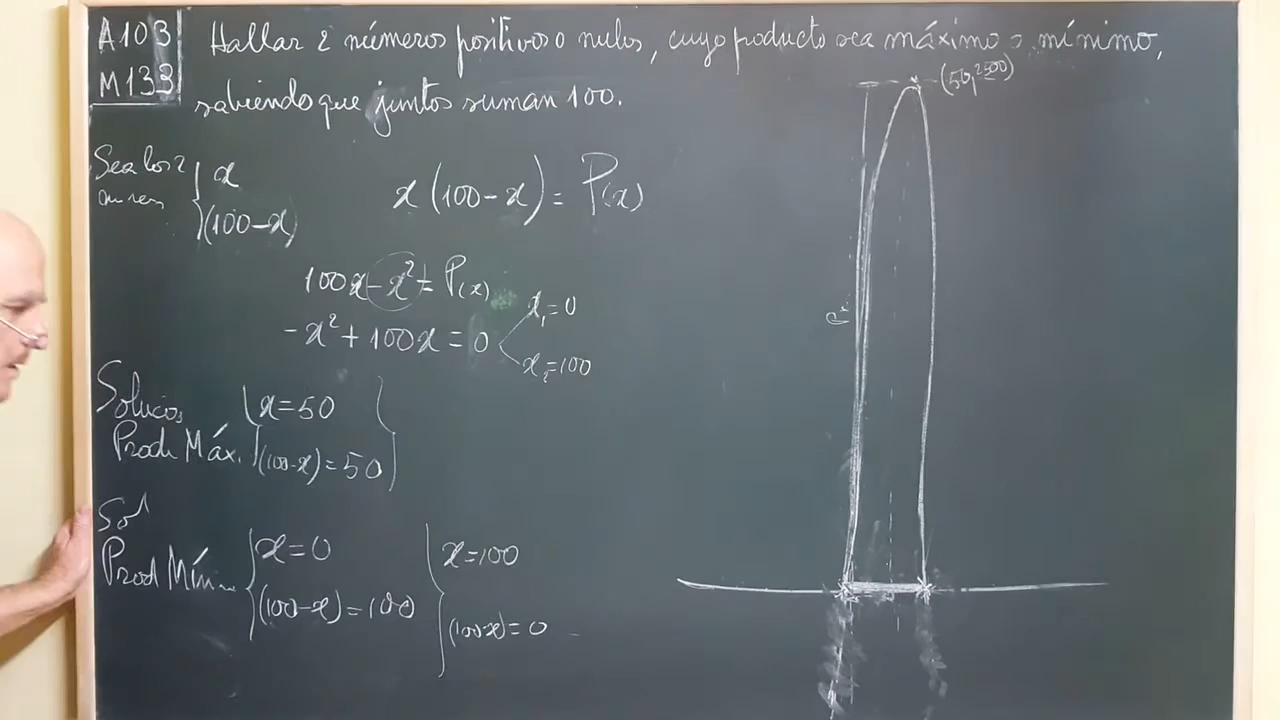 A103
M133
Hallar 2 números positivos o nulos, cuyo producto sea máximo o mínimo,
sabiendo que juntos suman 100.
(50, 2500)
Sea los 2
x
(100-x)
x(100-x) = P(x)
100x-x² = P(x)
-x² + 100x = 0
x₁=0
x₂=100
Solución
Prod Máx.
x=50
(100-x)=50
Sol
Prod Mín
x=0
(100-x)=100
x=100
(100-x)=0